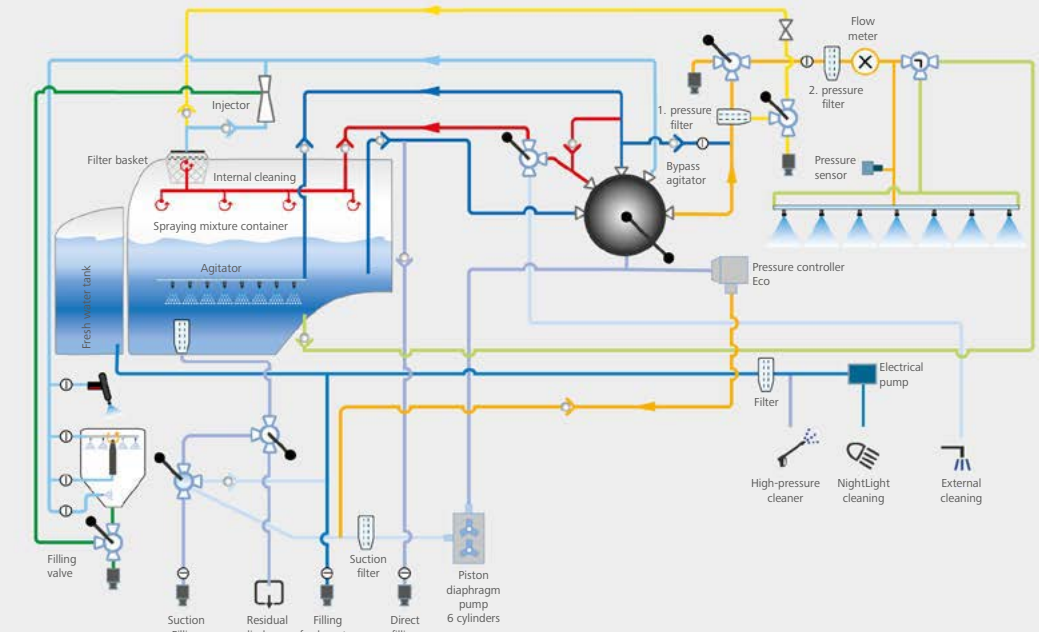 Flow
meter
Injector
1. pressure
filter
2. pressure
filter
Filter basket
Internal cleaning
Bypass
agitator
Pressure
sensor
Spraying mixture container
Agitator
Fresh water tank
Pressure controller
Eco
Electrical
pump
Filter
High-pressure
cleaner
NightLight
cleaning
External
cleaning
Filling
valve
Suction
filter
Piston
diaphragm
pump
6 cylinders
Suction
Residual
Filling
Direct